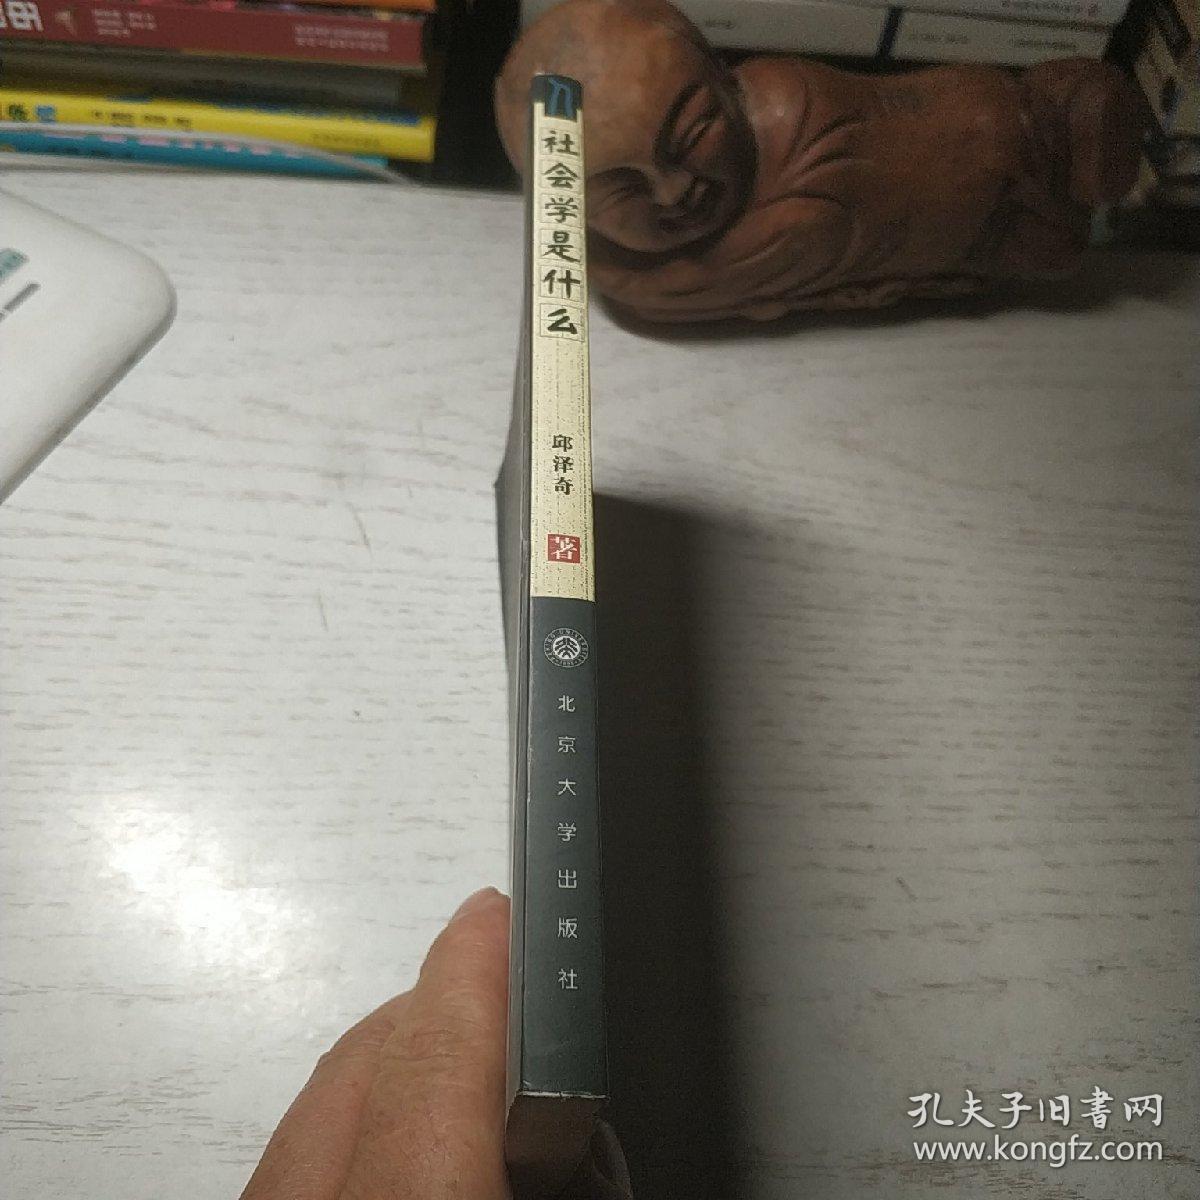 社会学是什么
邱泽奇
著
北京大学出版社
孔夫子旧書网
www.kongfz.com